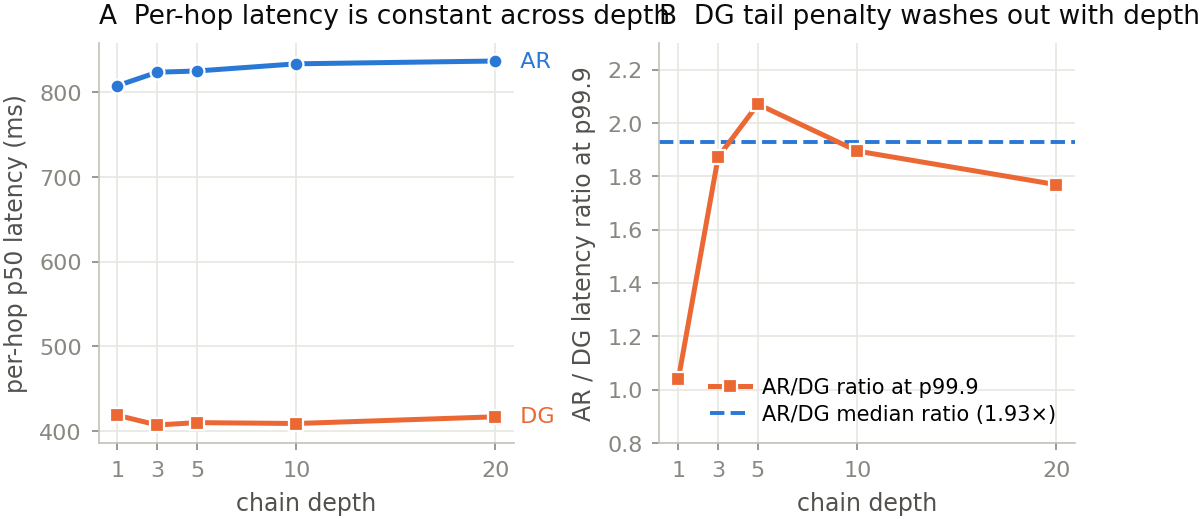 A  Per-hop latency is constant across depth
per-hop p50 latency (ms)
800
700
600
500
400
AR
DG
1 3 5 10 20
chain depth
B  DG tail penalty washes out with depth
AR / DG latency ratio at p99.9
2.2
2.0
1.8
1.6
1.4
1.2
1.0
0.8
AR/DG ratio at p99.9
AR/DG median ratio (1.93×)
1 3 5 10 20
chain depth